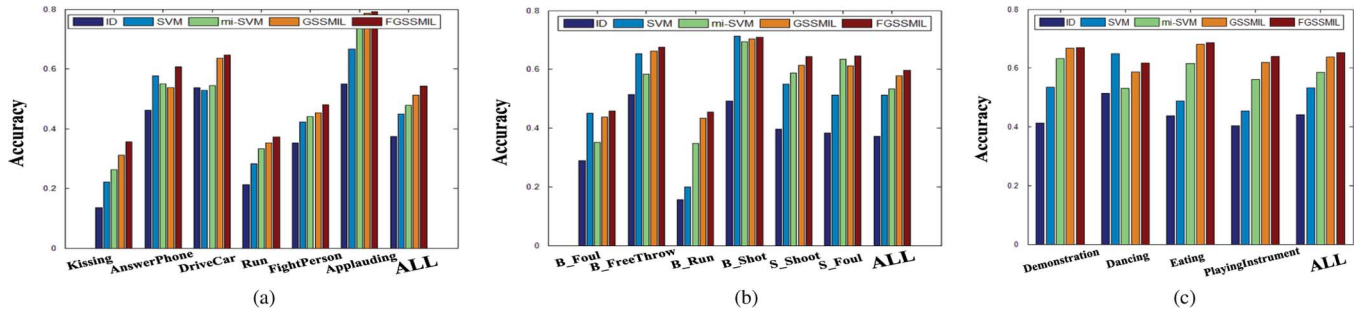 0.8
ID SVM mi-SVM GSSMIL FGSSMIL
0.6
0.4
0.2
0
Accuracy
Kissing AnswerPhone DriveCar Run FightPerson Applauding ALL
(a)
0.8
ID SVM mi-SVM GSSMIL FGSSMIL
0.6
0.4
0.2
0
Accuracy
B_Foul B_FreeThrow B_Run B_Shot S_Shoot S_Foul ALL
(b)
0.8
ID SVM mi-SVM GSSMIL FGSSMIL
0.6
0.4
0.2
0
Accuracy
Demonstration Dancing Eating PlayingInstrument ALL
(c)